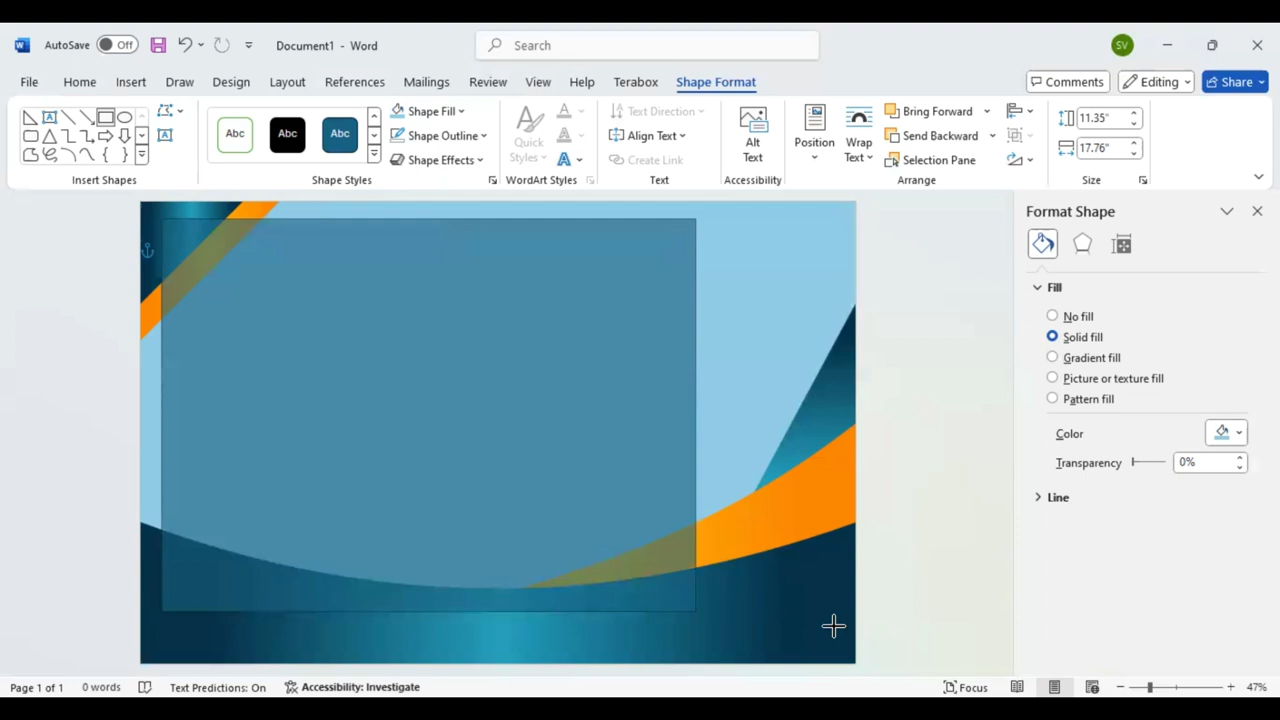 AutoSave Off Document1 - Word Search SV
File Home Insert Draw Design Layout References Mailings Review View Help Terabox Shape Format Comments Editing Share
Abc Abc Abc
Shape Fill
Shape Outline
Shape Effects
Quick
Styles
Text Direction
Align Text
Create Link
Alt
Text
Position
Wrap
Text
Bring Forward
Send Backward
Selection Pane
11.35"
17.76"
Insert Shapes Shape Styles WordArt Styles Text Accessibility Arrange Size
Format Shape
Fill
No fill
Solid fill
Gradient fill
Picture or texture fill
Pattern fill
Color
Transparency 0%
Line
Page 1 of 1 0 words Text Predictions: On Accessibility: Investigate Focus 47%